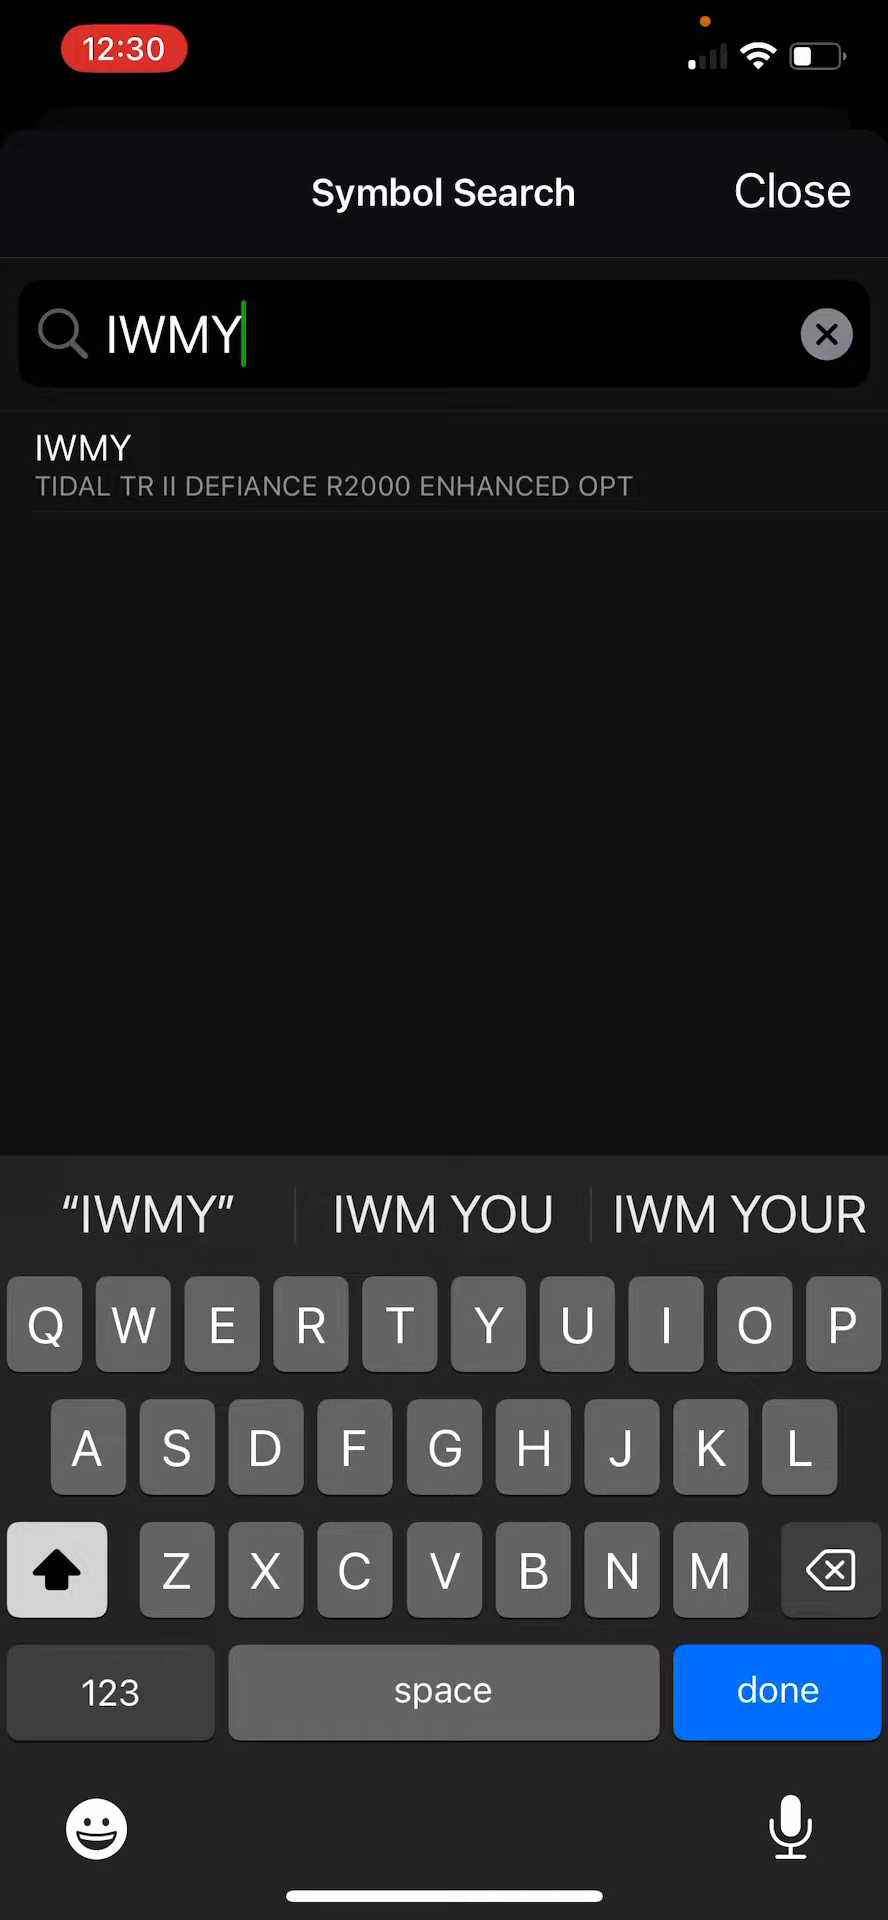 12:30
Symbol Search Close
IWMY
IWMY
TIDAL TR II DEFIANCE R2000 ENHANCED OPT
“IWMY” IWM YOU IWM YOUR
Q W E R T Y U I O P
A S D F G H J K L
Z X C V B N M
123 space done